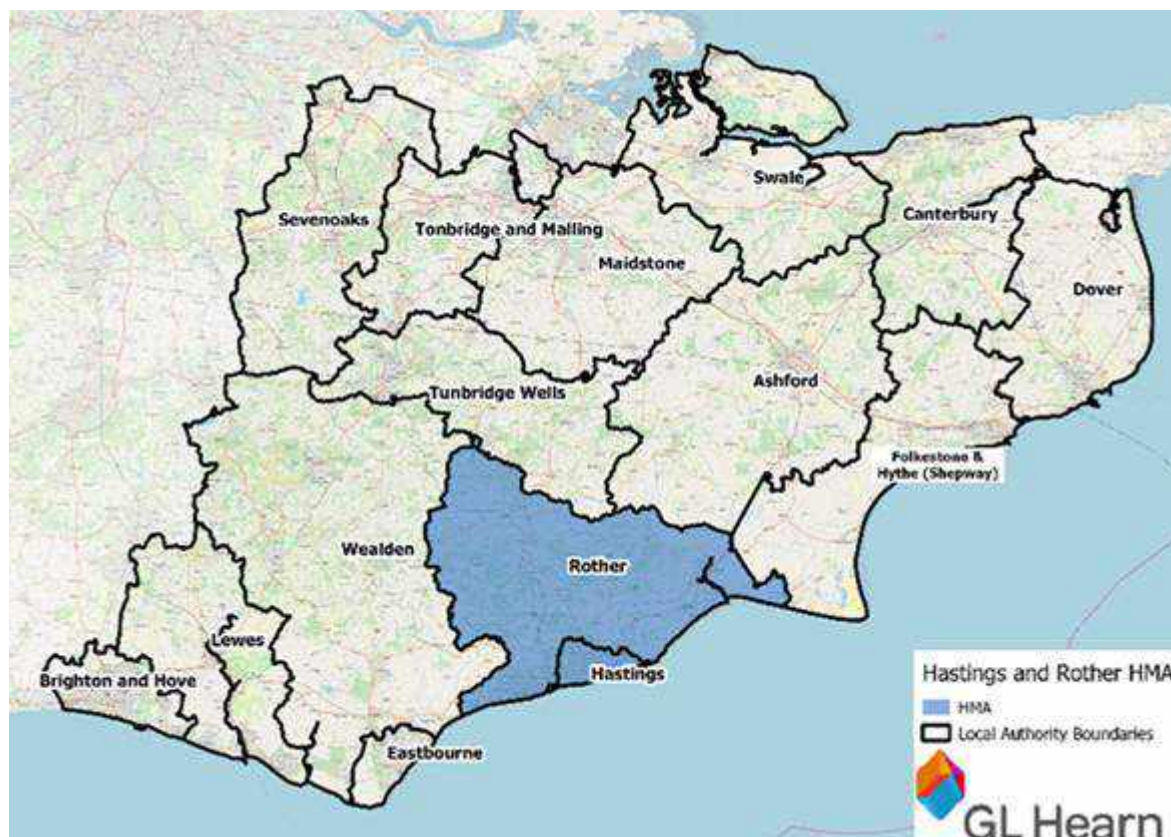 Sevenoaks
Tonbridge and Malling
Maidstone
Swale
Canterbury
Dover
Tunbridge Wells
Ashford
Folkestone &
Hythe (Shepway)
Wealden
Rother
Lewes
Hastings
Brighton and Hove
Eastbourne
Hastings and Rother HMA
HMA
Local Authority Boundaries
GL Hearn